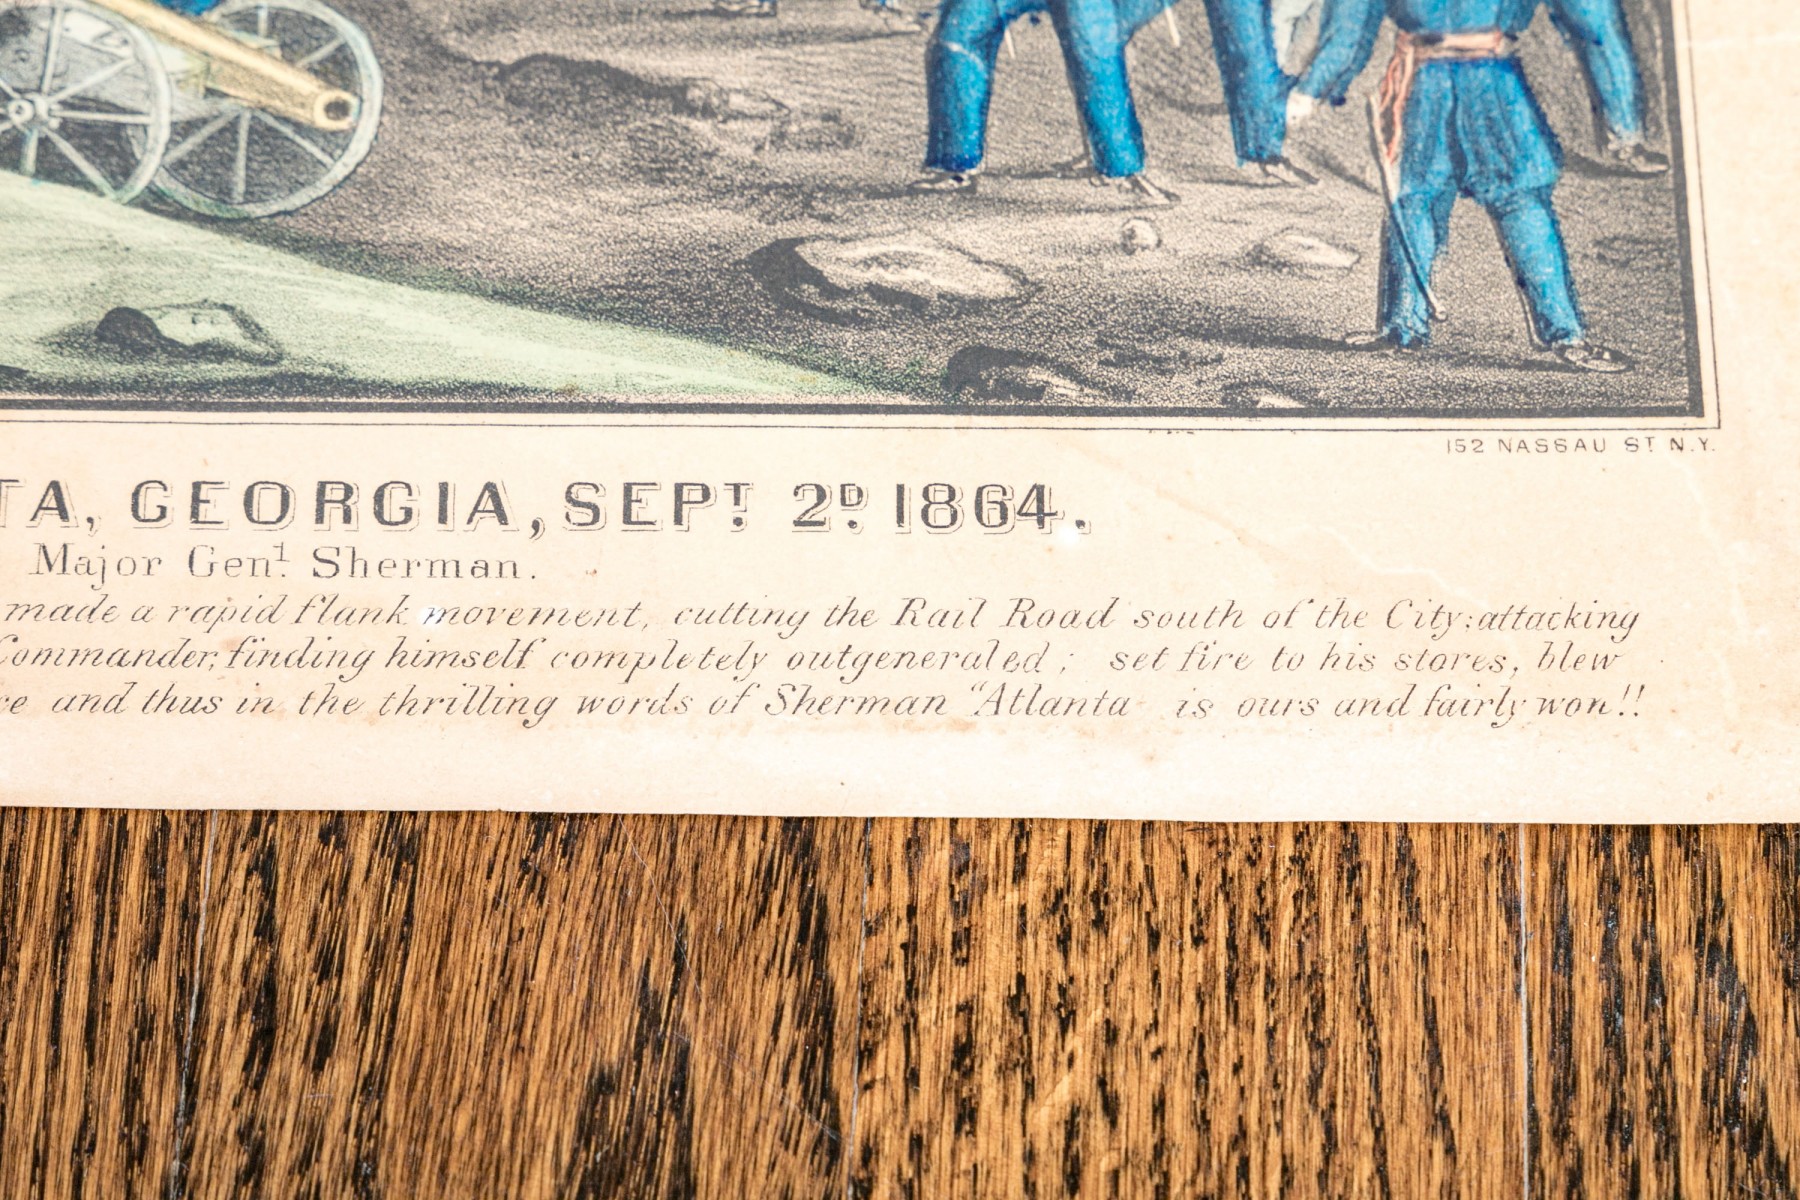 152 NASSAU ST N.Y.
TA, GEORGIA, SEPT 2D 1864.
Major Genl. Sherman.
made a rapid flank movement, cutting the Rail Road south of the City; attacking
Commander, finding himself completely outgeneraled; set fire to his stores, blew
ce and thus in the thrilling words of Sherman "Atlanta is ours and fairly won!!